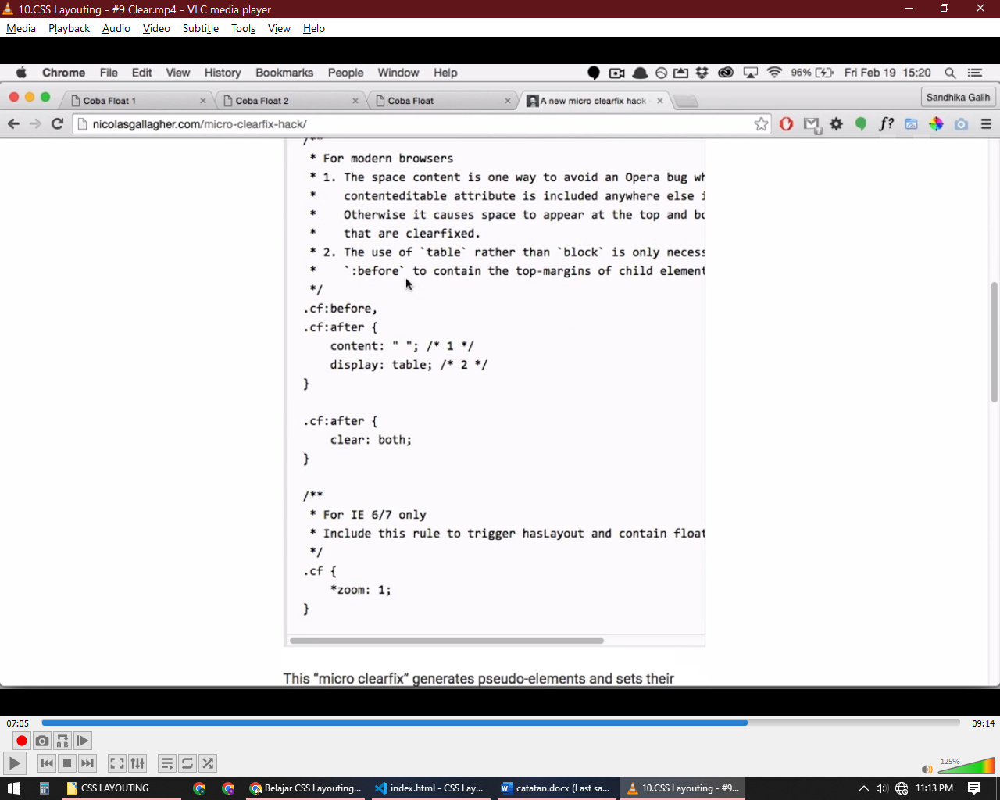 10.CSS Layouting - #9 Clear.mp4 - VLC media player
Media Playback Audio Video Subtitle Tools View Help
Chrome File Edit View History Bookmarks People Window Help 96% Fri Feb 19 15:20
Coba Float 1 Coba Float 2 Coba Float A new micro clearfix hack Sandhika Galih
nicolasgallagher.com/micro-clearfix-hack/
/**
* For modern browsers
* 1. The space content is one way to avoid an Opera bug wh
* contenteditable attribute is included anywhere else i
* Otherwise it causes space to appear at the top and bo
* that are clearfixed.
* 2. The use of `table` rather than `block` is only necess
* `:before` to contain the top-margins of child element
*/
.cf:before,
.cf:after {
content: " "; /* 1 */
display: table; /* 2 */
}
.cf:after {
clear: both;
}
/**
* For IE 6/7 only
* Include this rule to trigger hasLayout and contain float
*/
.cf {
*zoom: 1;
}
This “micro clearfix” generates pseudo-elements and sets their
07:05 09:14
125%
CSS LAYOUTING Belajar CSS Layouting... index.html - CSS Lay... catatan.docx (Last sa... 10.CSS Layouting - #9... 11:13 PM